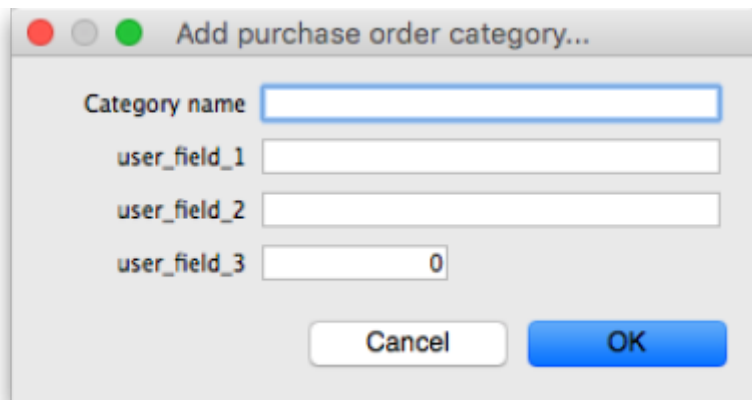 Add purchase order category...
Category name
user_field_1
user_field_2
user_field_3 0
Cancel OK